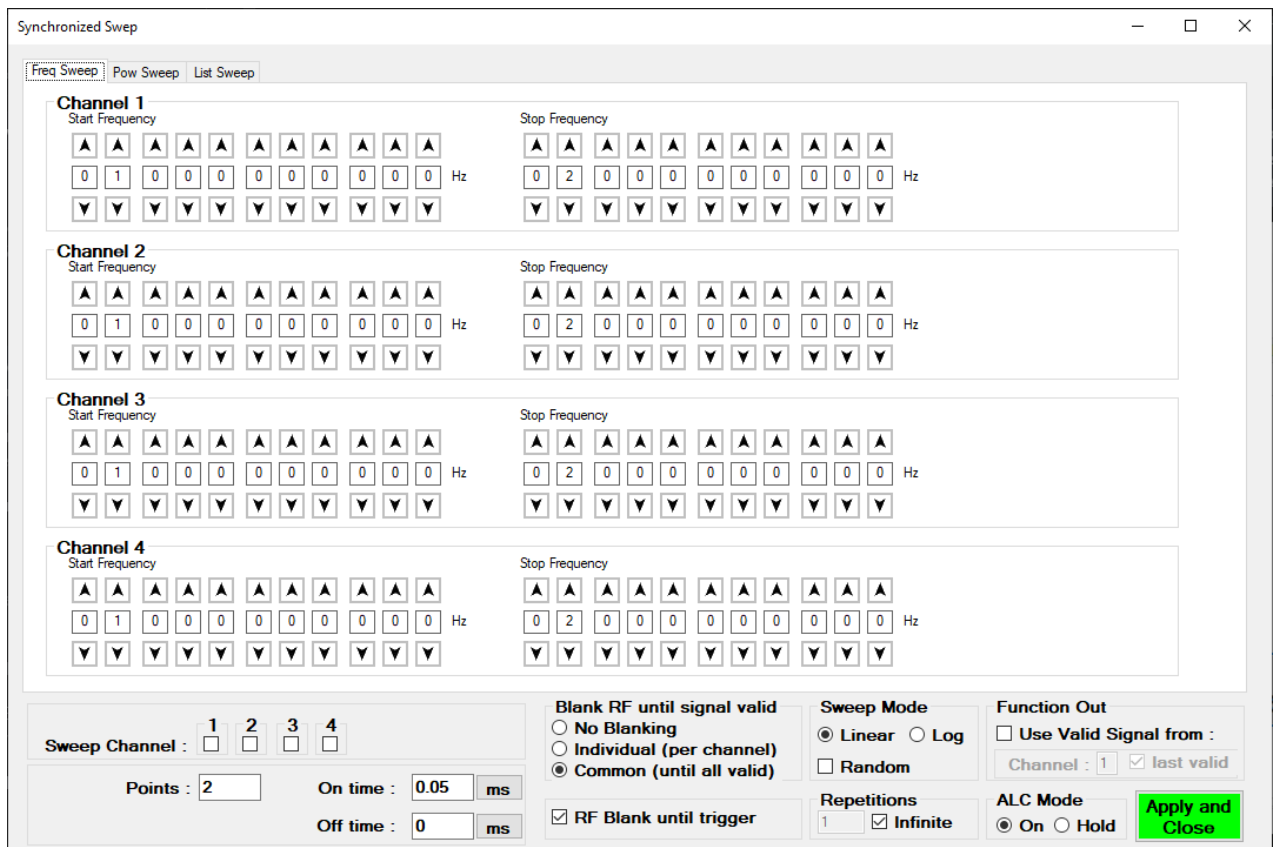 Synchronized Swep
Freq Sweep Pow Sweep List Sweep
Channel 1
Start Frequency Stop Frequency
0 1 0 0 0 0 0 0 0 0 0 Hz 0 2 0 0 0 0 0 0 0 0 0 Hz
Channel 2
Start Frequency Stop Frequency
0 1 0 0 0 0 0 0 0 0 0 Hz 0 2 0 0 0 0 0 0 0 0 0 Hz
Channel 3
Start Frequency Stop Frequency
0 1 0 0 0 0 0 0 0 0 0 Hz 0 2 0 0 0 0 0 0 0 0 0 Hz
Channel 4
Start Frequency Stop Frequency
0 1 0 0 0 0 0 0 0 0 0 Hz 0 2 0 0 0 0 0 0 0 0 0 Hz
1 2 3 4
Sweep Channel :
Points : 2 On time : 0.05 ms
Off time : 0 ms
Blank RF until signal valid
No Blanking
Individual (per channel)
Common (until all valid)
RF Blank until trigger
Sweep Mode
Linear Log
Random
Repetitions
1 Infinite
Function Out
Use Valid Signal from :
Channel : 1 last valid
ALC Mode
On Hold
Apply and
Close